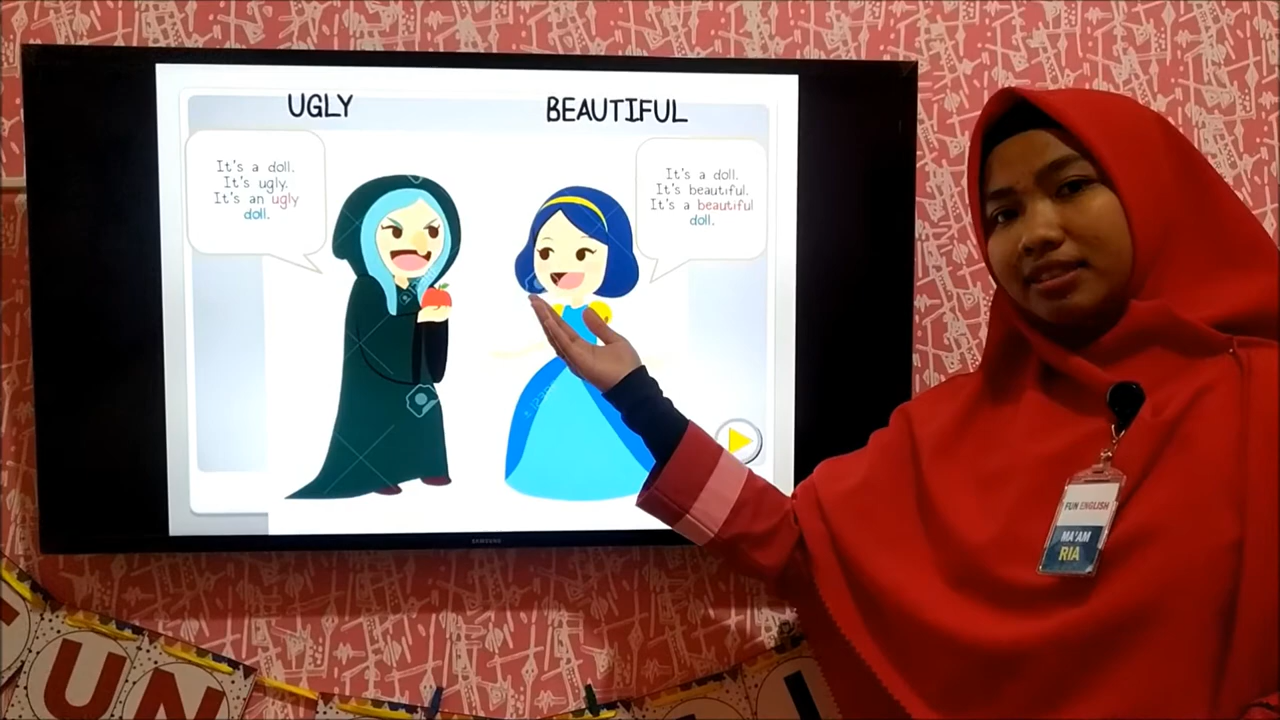 UGLY
BEAUTIFUL
It's a doll.
It's ugly.
It's an ugly
doll.
It's a doll.
It's beautiful.
It's a beautiful
doll.
SAMSUNG
FUN ENGLISH
MA'AM
RIA
UN